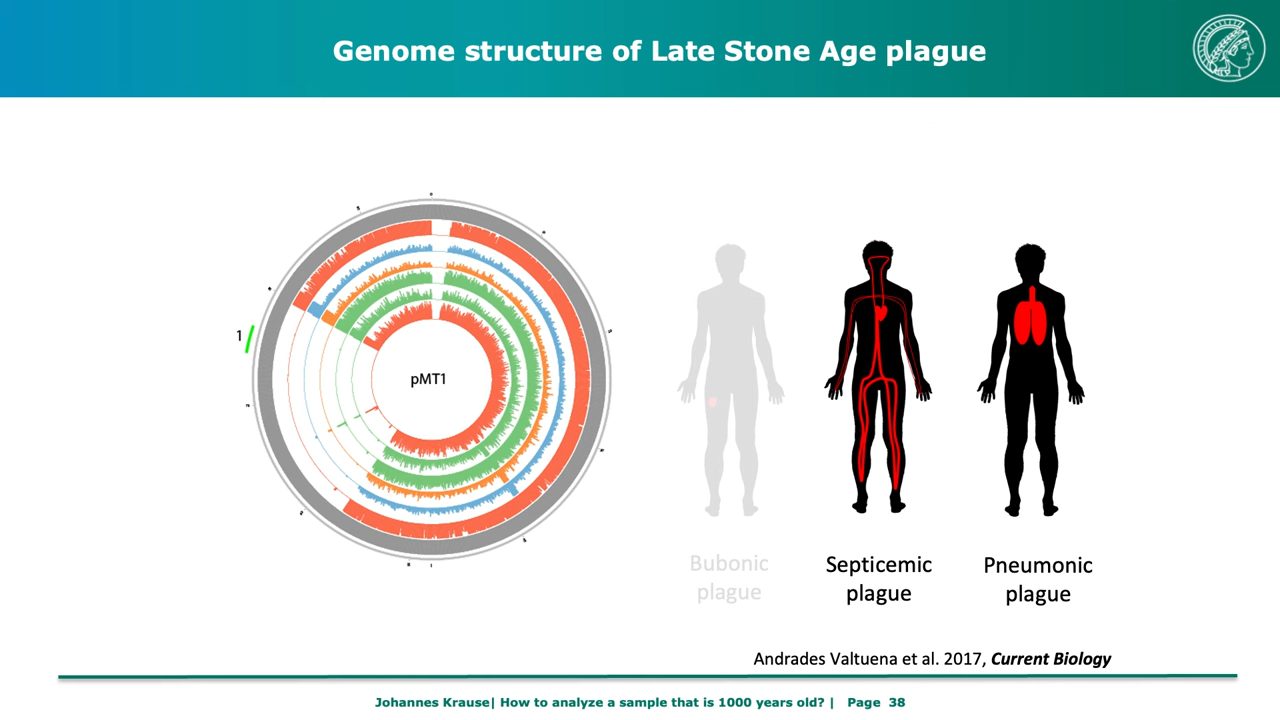 Genome structure of Late Stone Age plague
1
pMT1
Bubonic
plague
Septicemic
plague
Pneumonic
plague
Andrades Valtuena et al. 2017, Current Biology
Johannes Krause| How to analyze a sample that is 1000 years old? | Page 38